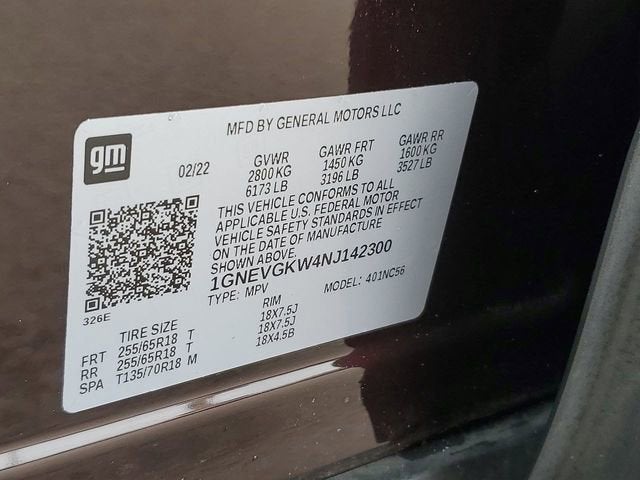 MFD BY GENERAL MOTORS LLC
gm
02/22
GVWR GAWR FRT GAWR RR
2800 KG 1450 KG 1600 KG
6173 LB 3196 LB 3527 LB
THIS VEHICLE CONFORMS TO ALL
APPLICABLE U.S. FEDERAL MOTOR
VEHICLE SAFETY STANDARDS IN EFFECT
ON THE DATE OF MANUFACTURE
SHOWN ABOVE.
1GNEVGKW4NJ142300
TYPE: MPV MODEL: 401NC56
326E
TIRE SIZE RIM
FRT 255/65R18 T 18X7.5J
RR 255/65R18 T 18X7.5J
SPA T135/70R18 M 18X4.5B